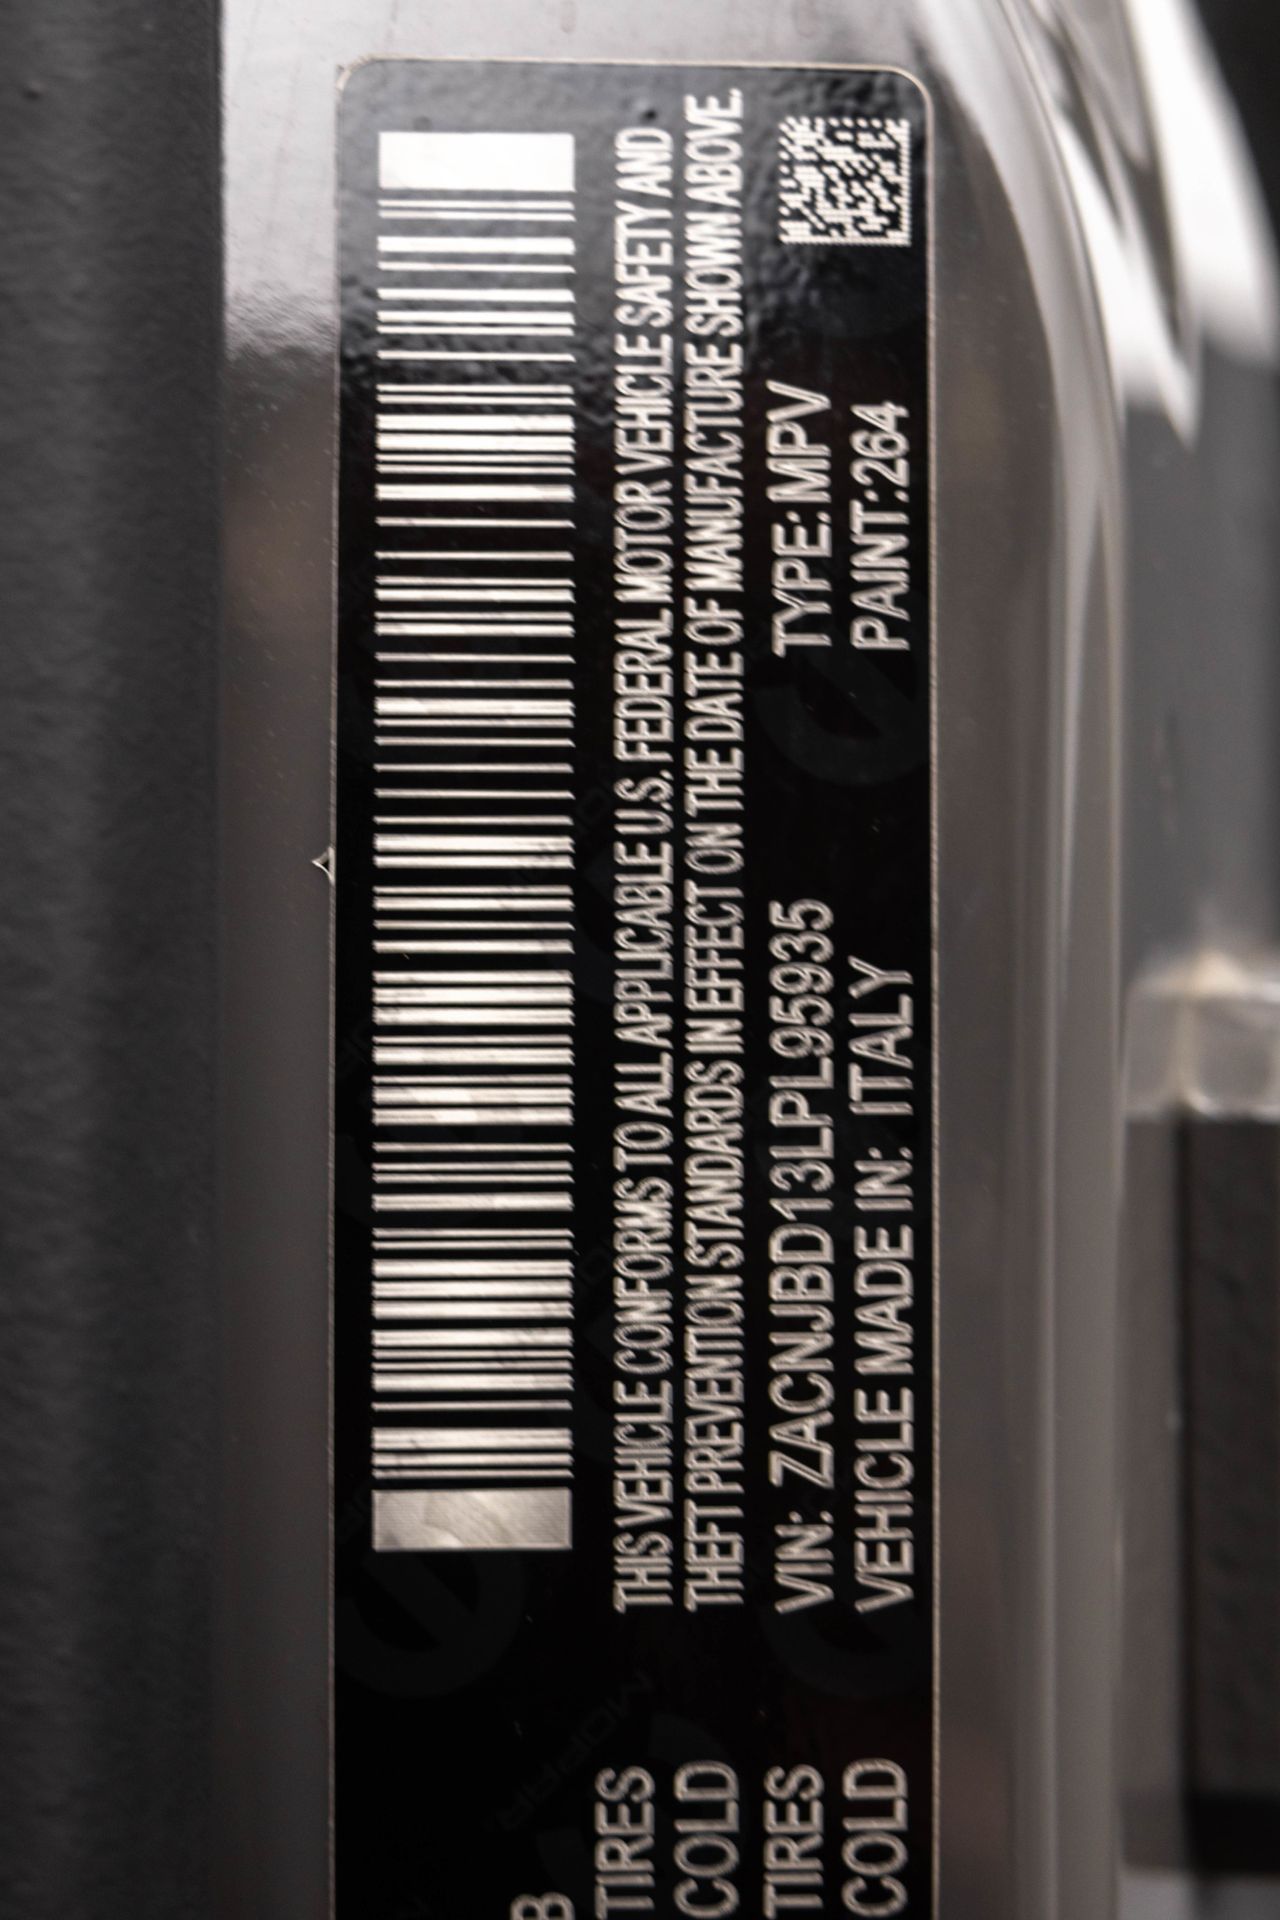 THIS VEHICLE CONFORMS TO ALL APPLICABLE U.S. FEDERAL MOTOR VEHICLE SAFETY AND
THEFT PREVENTION STANDARDS IN EFFECT ON THE DATE OF MANUFACTURE SHOWN ABOVE.
VIN: ZACNJBD13LPL95935 TYPE: MPV
VEHICLE MADE IN: ITALY PAINT:264
B
TIRES
COLD
TIRES
COLD
MOPAR